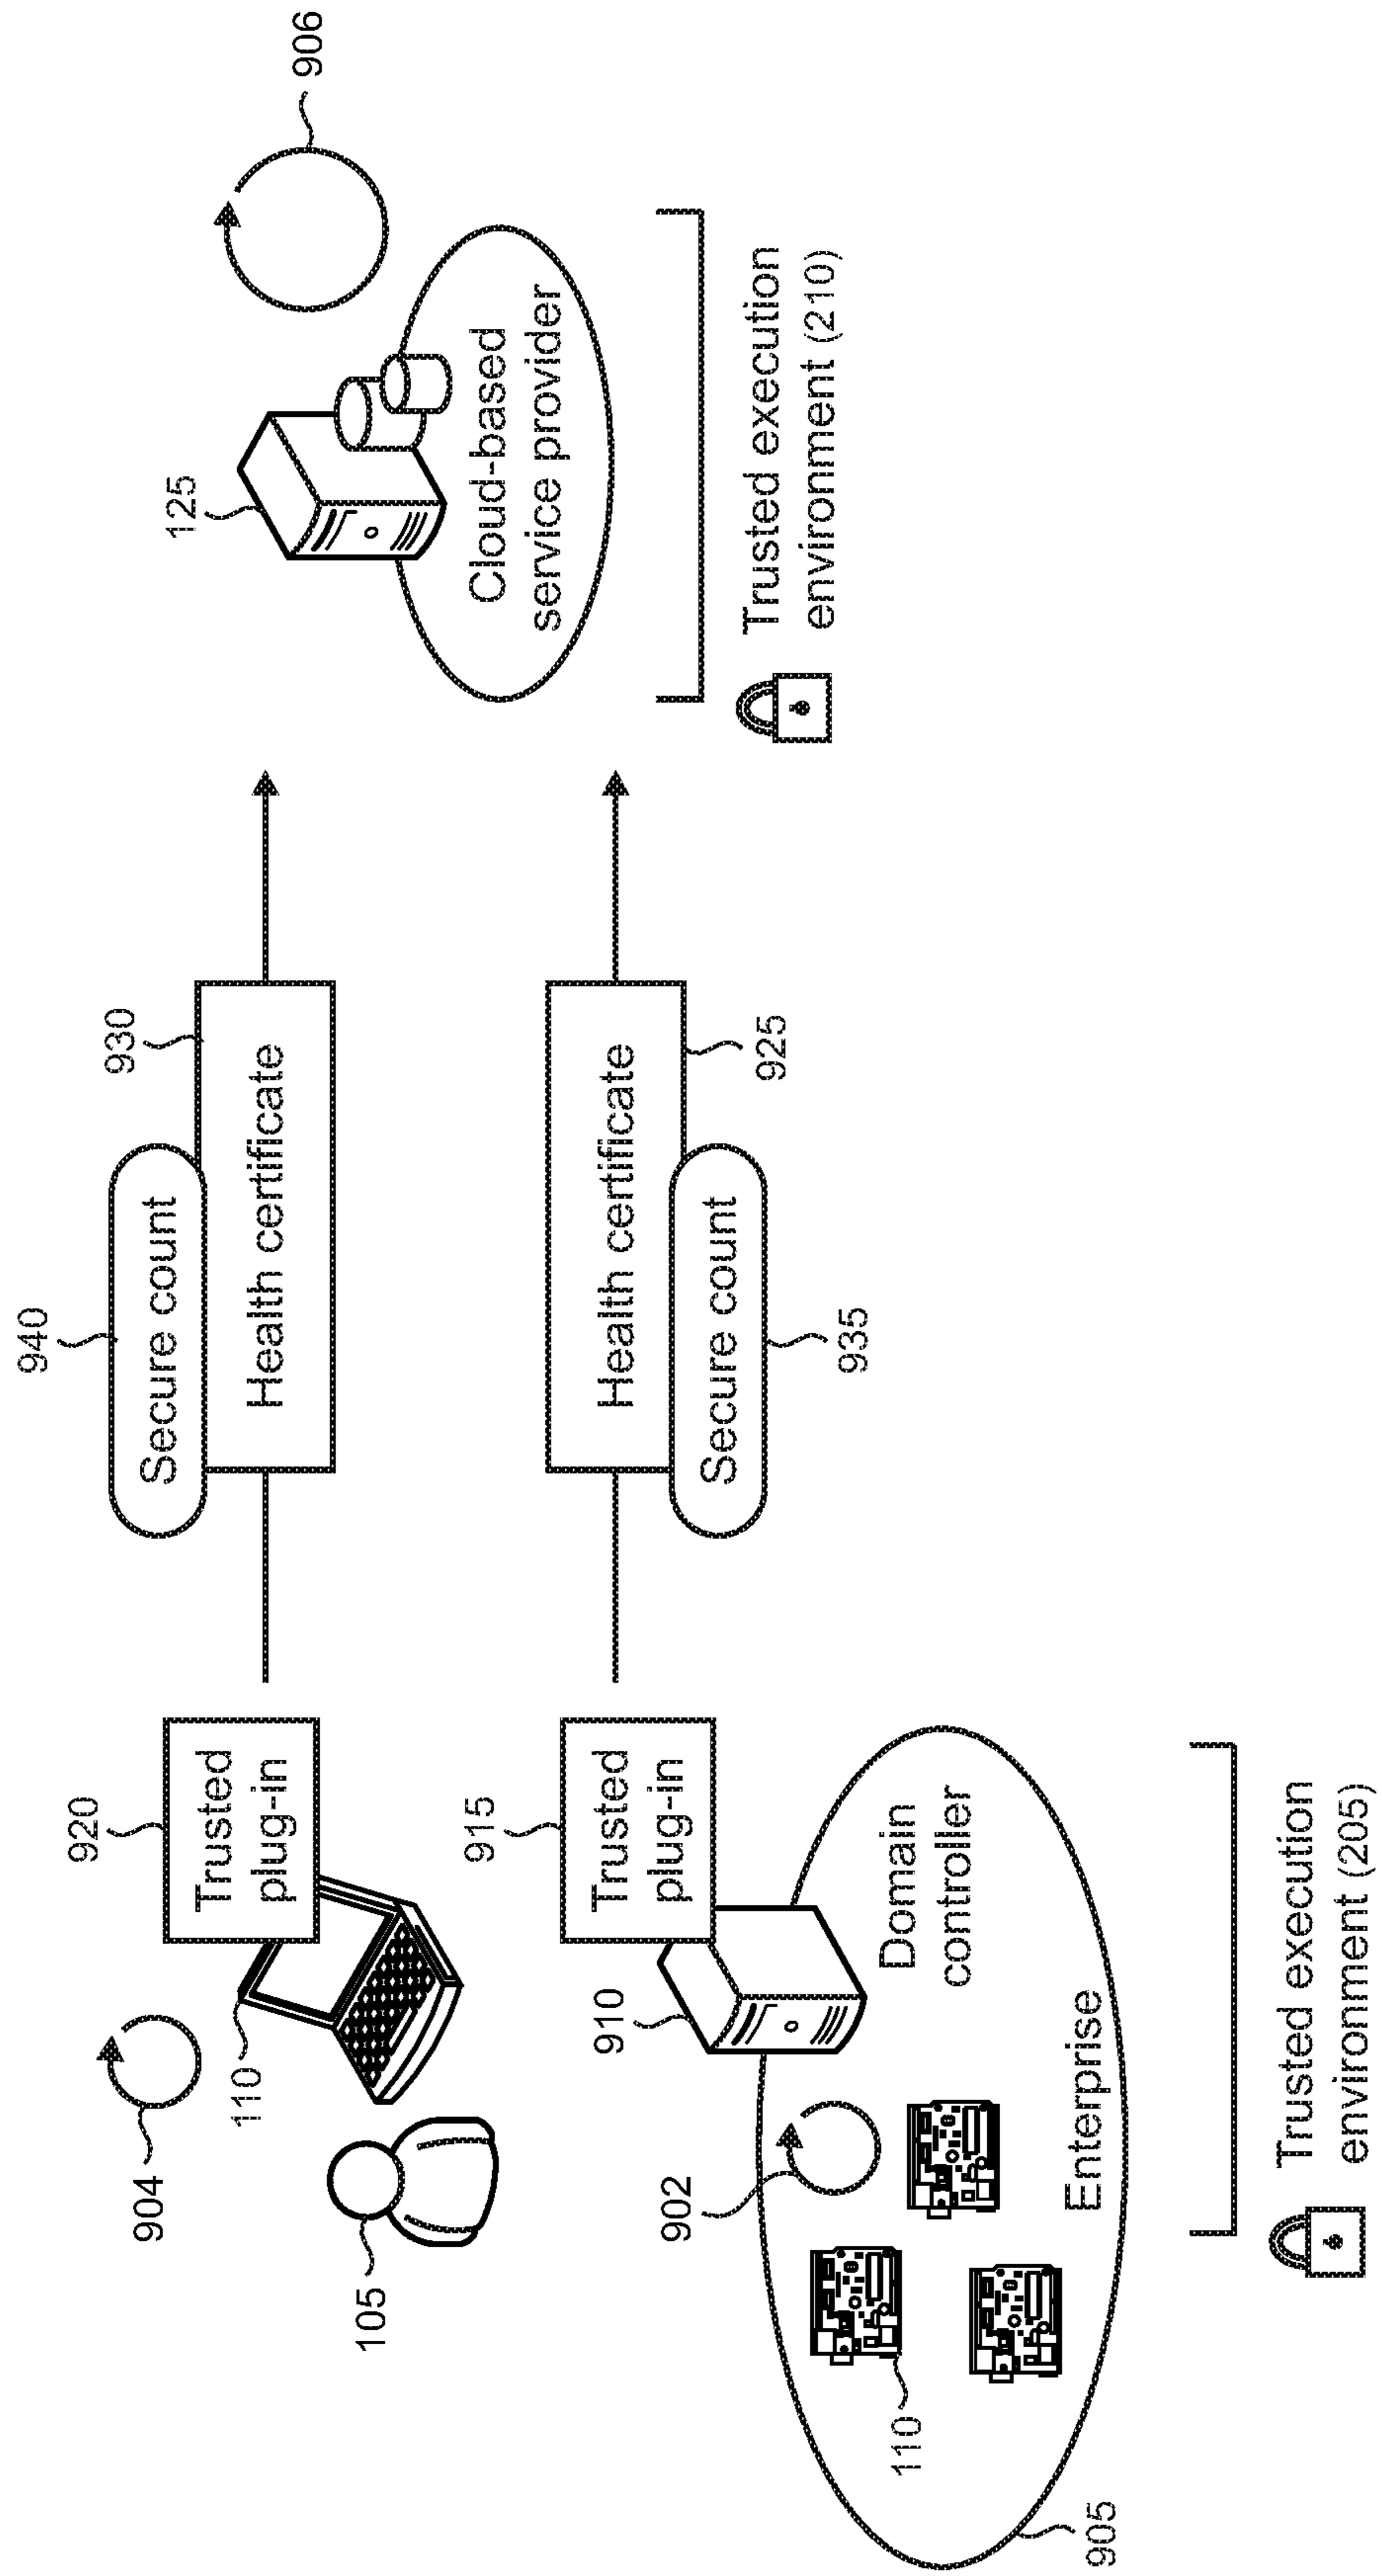 940
930
906
920
Secure count
904
125
Trusted
plug-in
Health certificate
110
105
Cloud-based
service provider
915
Trusted
plug-in
Health certificate
910
902
925
Secure count
Trusted execution
environment (210)
935
Domain
controller
110
Enterprise
905
Trusted execution
environment (205)